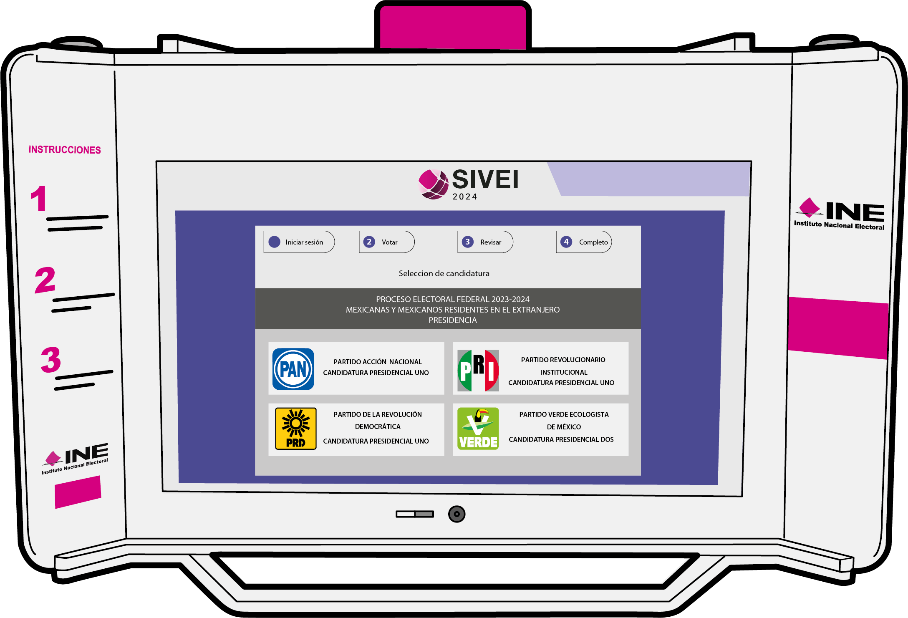 INSTRUCCIONES
1
2
3
INE
Instituto Nacional Electoral
SIVEI
2024
Iniciar sesión
2 Votar
3 Revisar
4 Completo
Seleccion de candidatura
PROCESO ELECTORAL FEDERAL 2023-2024
MEXICANAS Y MEXICANOS RESIDENTES EN EL EXTRANJERO
PRESIDENCIA
PAN
PARTIDO ACCIÓN NACIONAL
CANDIDATURA PRESIDENCIAL UNO
PRI
PARTIDO REVOLUCIONARIO
INSTITUCIONAL
CANDIDATURA PRESIDENCIAL UNO
PRD
PARTIDO DE LA REVOLUCIÓN
DEMOCRÁTICA
CANDIDATURA PRESIDENCIAL UNO
VERDE
PARTIDO VERDE ECOLOGISTA
DE MÉXICO
CANDIDATURA PRESIDENCIAL DOS
INE
Instituto Nacional Electoral